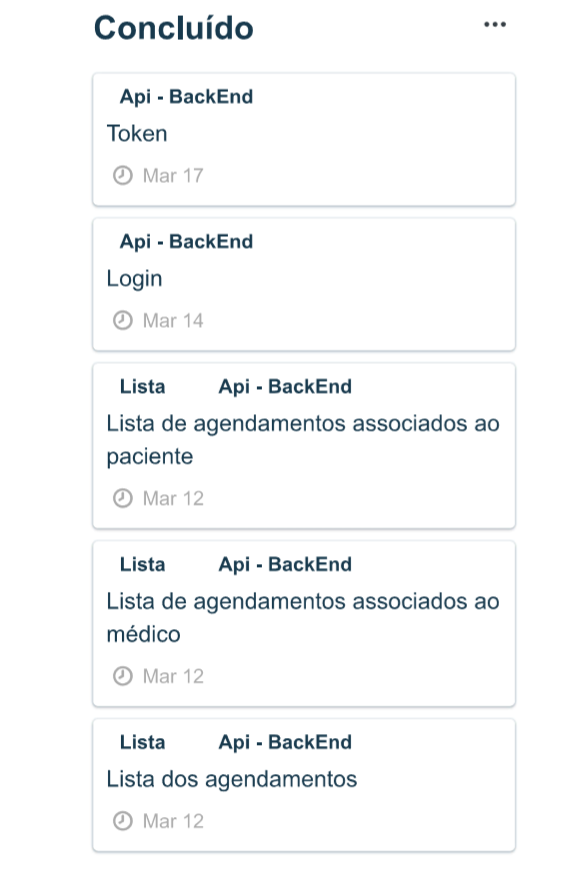 Concluído
Api - BackEnd
Token
Mar 17
Api - BackEnd
Login
Mar 14
Lista Api - BackEnd
Lista de agendamentos associados ao
paciente
Mar 12
Lista Api - BackEnd
Lista de agendamentos associados ao
médico
Mar 12
Lista Api - BackEnd
Lista dos agendamentos
Mar 12